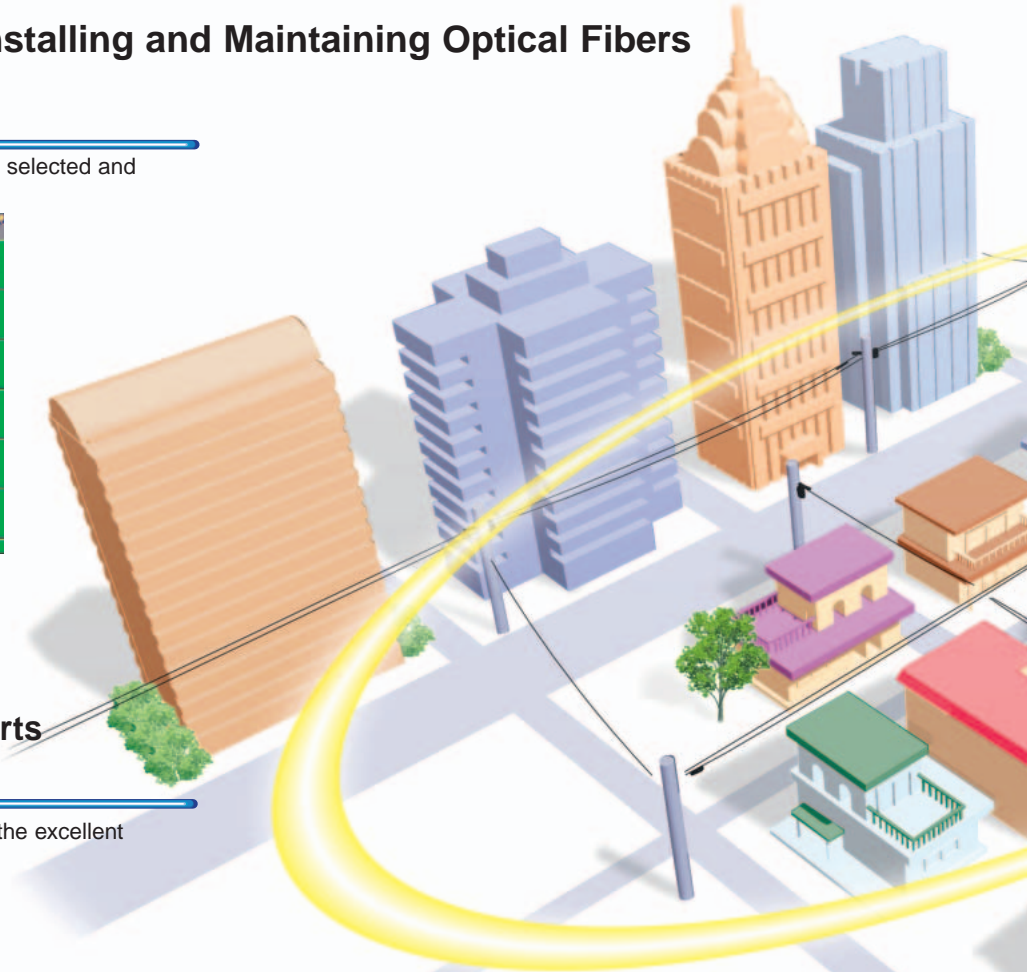 nstalling and Maintaining Optical Fibers
selected and
rts
the excellent